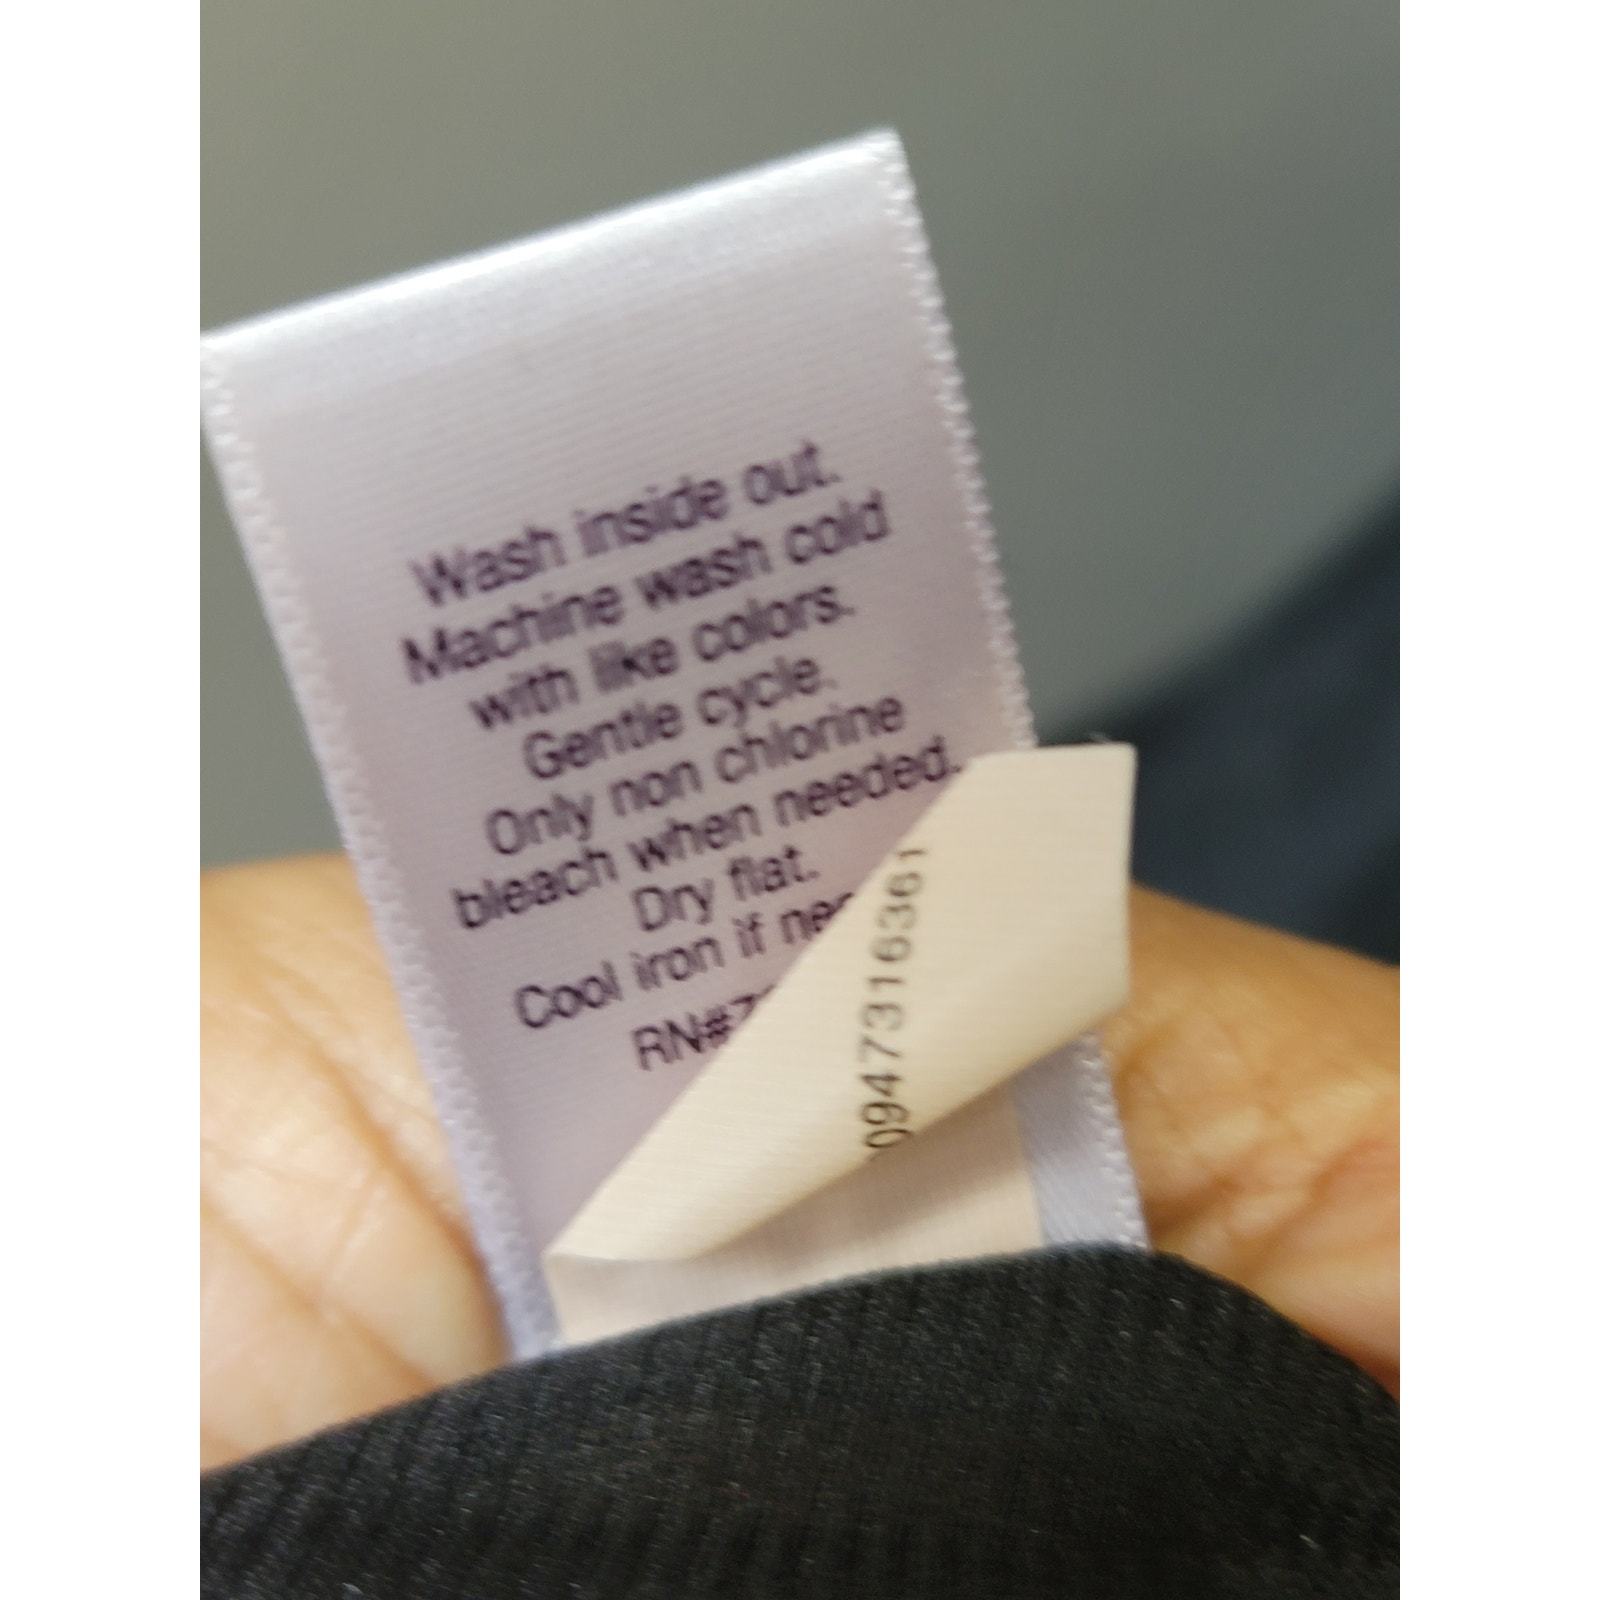 Wash inside out.
Machine wash cold
with like colors.
Gentle cycle.
Only non chlorine
bleach when needed.
Dry flat.
Cool iron if
RN#
0947316361